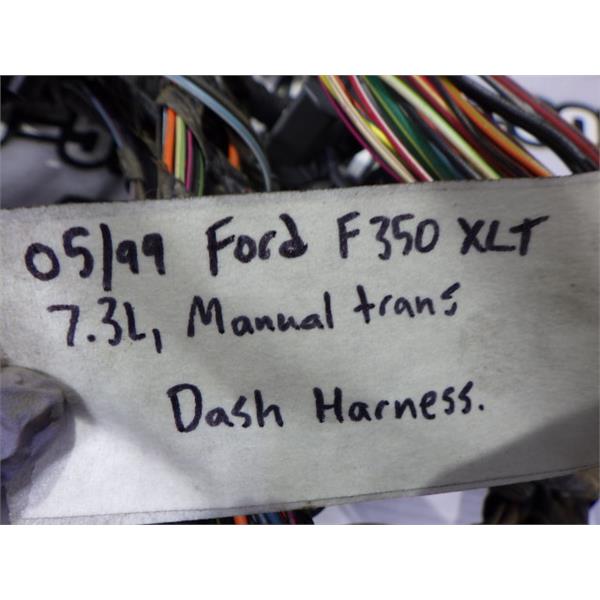 05/99 Ford F350 XLT
7.3L, Manual trans
Dash Harness.